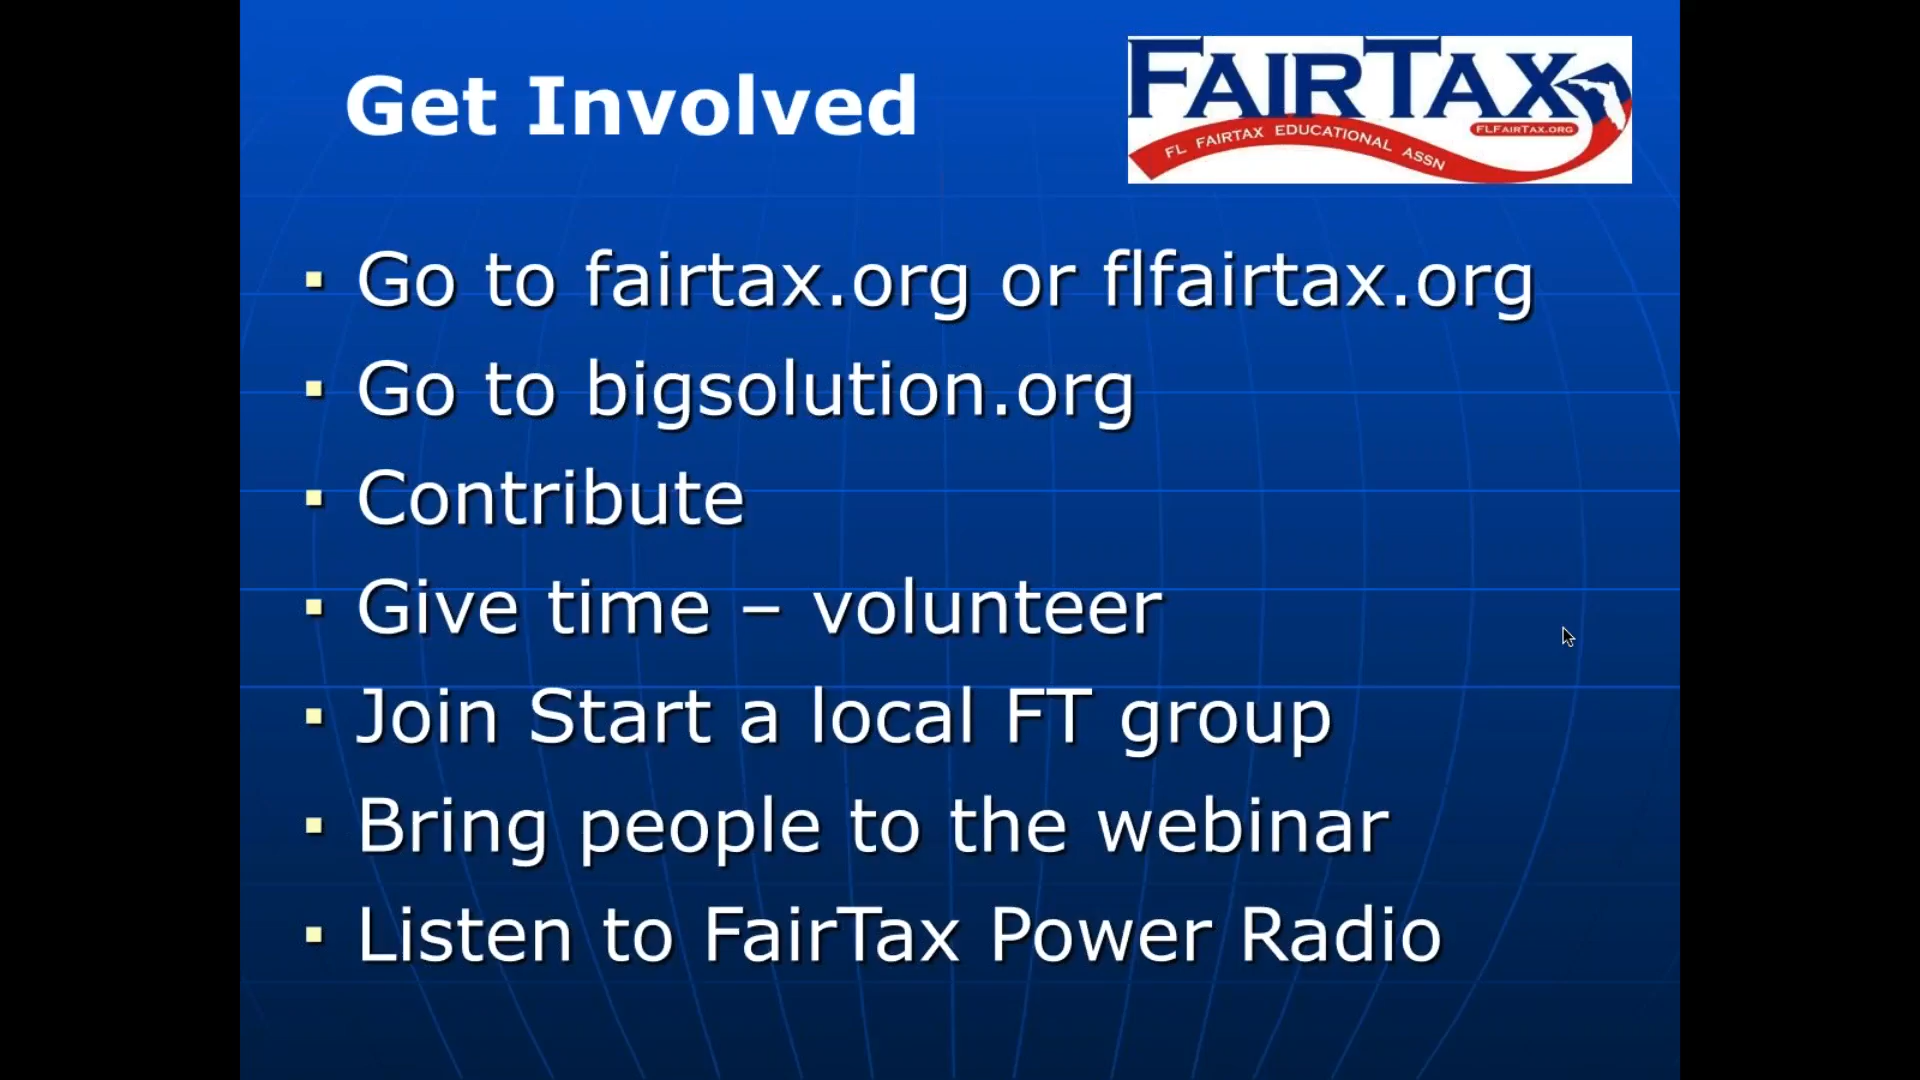 Get Involved
FAIRTAX
FLFAIRTAX.ORG
FL FAIRTAX EDUCATIONAL ASSN
Go to fairtax.org or flfairtax.org
Go to bigsolution.org
Contribute
Give time – volunteer
Join Start a local FT group
Bring people to the webinar
Listen to FairTax Power Radio